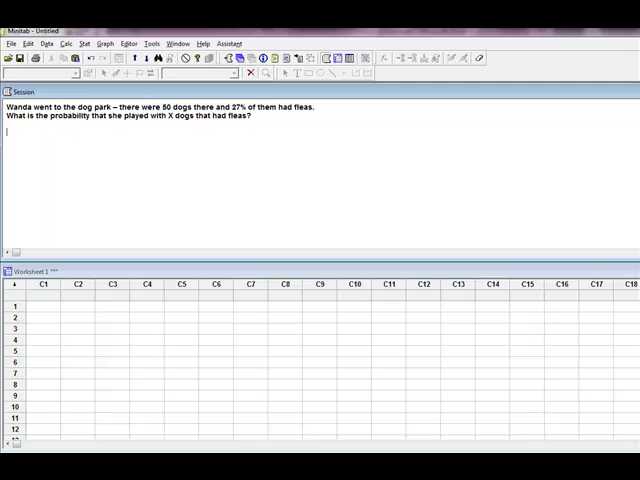 Minitab - Untitled
File Edit Data Calc Stat Graph Editor Tools Window Help Assistant
Session
Wanda went to the dog park – there were 50 dogs there and 27% of them had fleas.
What is the probability that she played with X dogs that had fleas?
Worksheet 1 ***
C1 C2 C3 C4 C5 C6 C7 C8 C9 C10 C11 C12 C13 C14 C15 C16 C17 C18
1
2
3
4
5
6
7
8
9
10
11
12